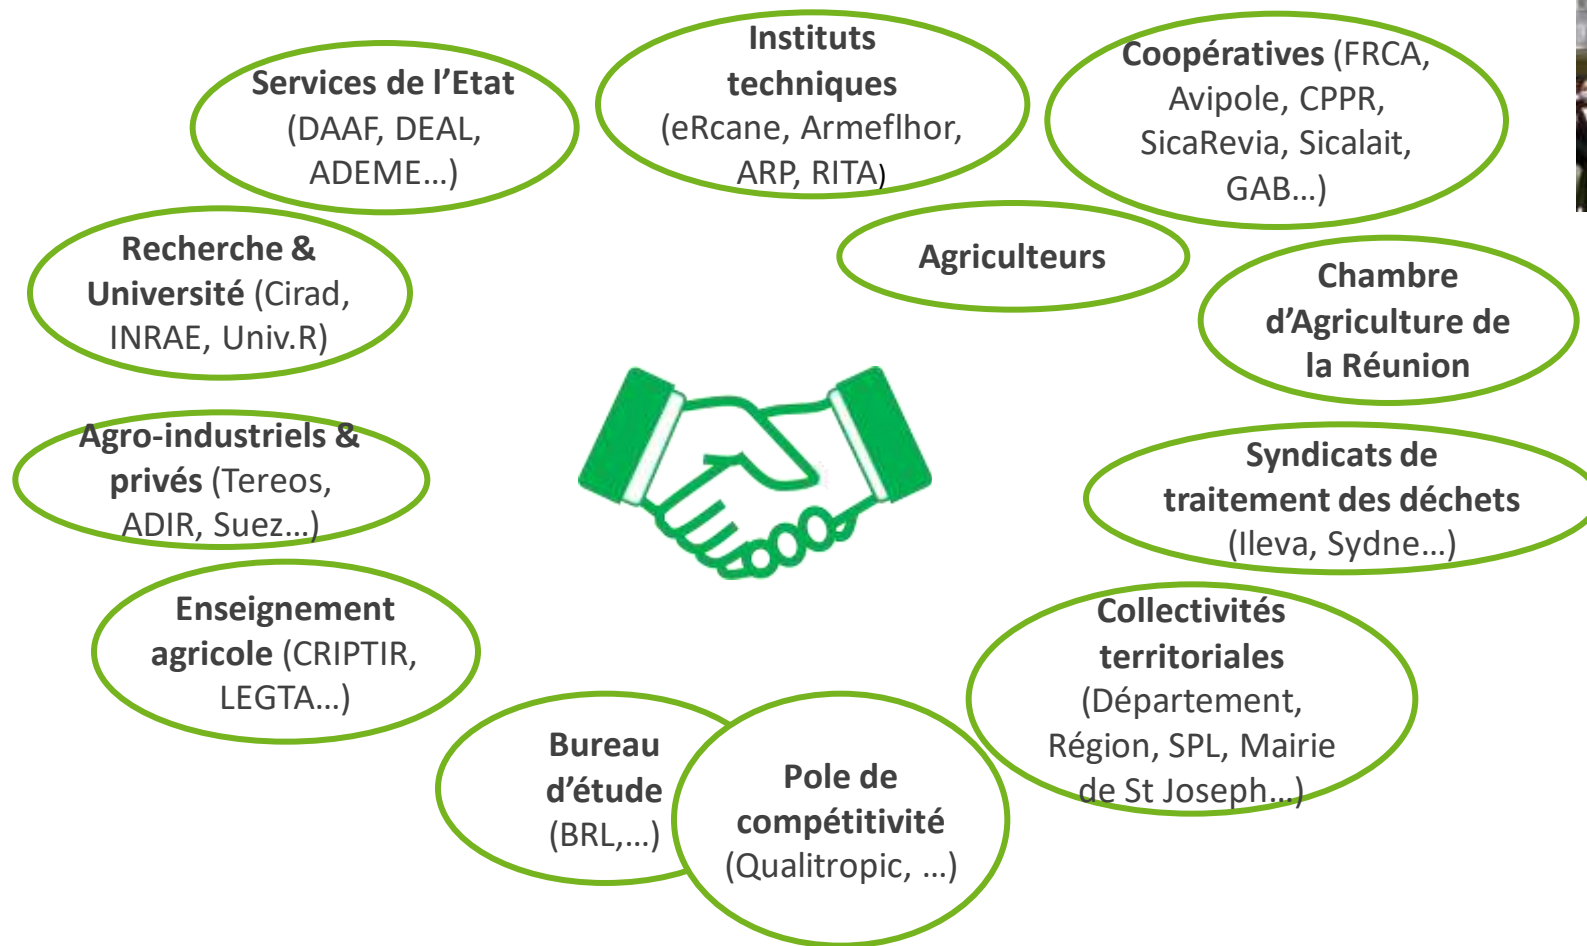 Services de l’Etat
(DAAF, DEAL,
ADEME…)
Instituts
techniques
(eRcane, Armeflhor,
ARP, RITA)
Coopératives (FRCA,
Avipole, CPPR,
SicaRevia, Sicalait,
GAB…)
Recherche &
Université (Cirad,
INRAE, Univ.R)
Agriculteurs
Chambre
d’Agriculture de
la Réunion
Agro-industriels &
privés (Tereos,
ADIR, Suez…)
Syndicats de
traitement des déchets
(Ileva, Sydne…)
Enseignement
agricole (CRIPTIR,
LEGTA…)
Collectivités
territoriales
(Département,
Région, SPL, Mairie
de St Joseph…)
Bureau
d’étude
(BRL,…)
Pole de
compétitivité
(Qualitropic, …)